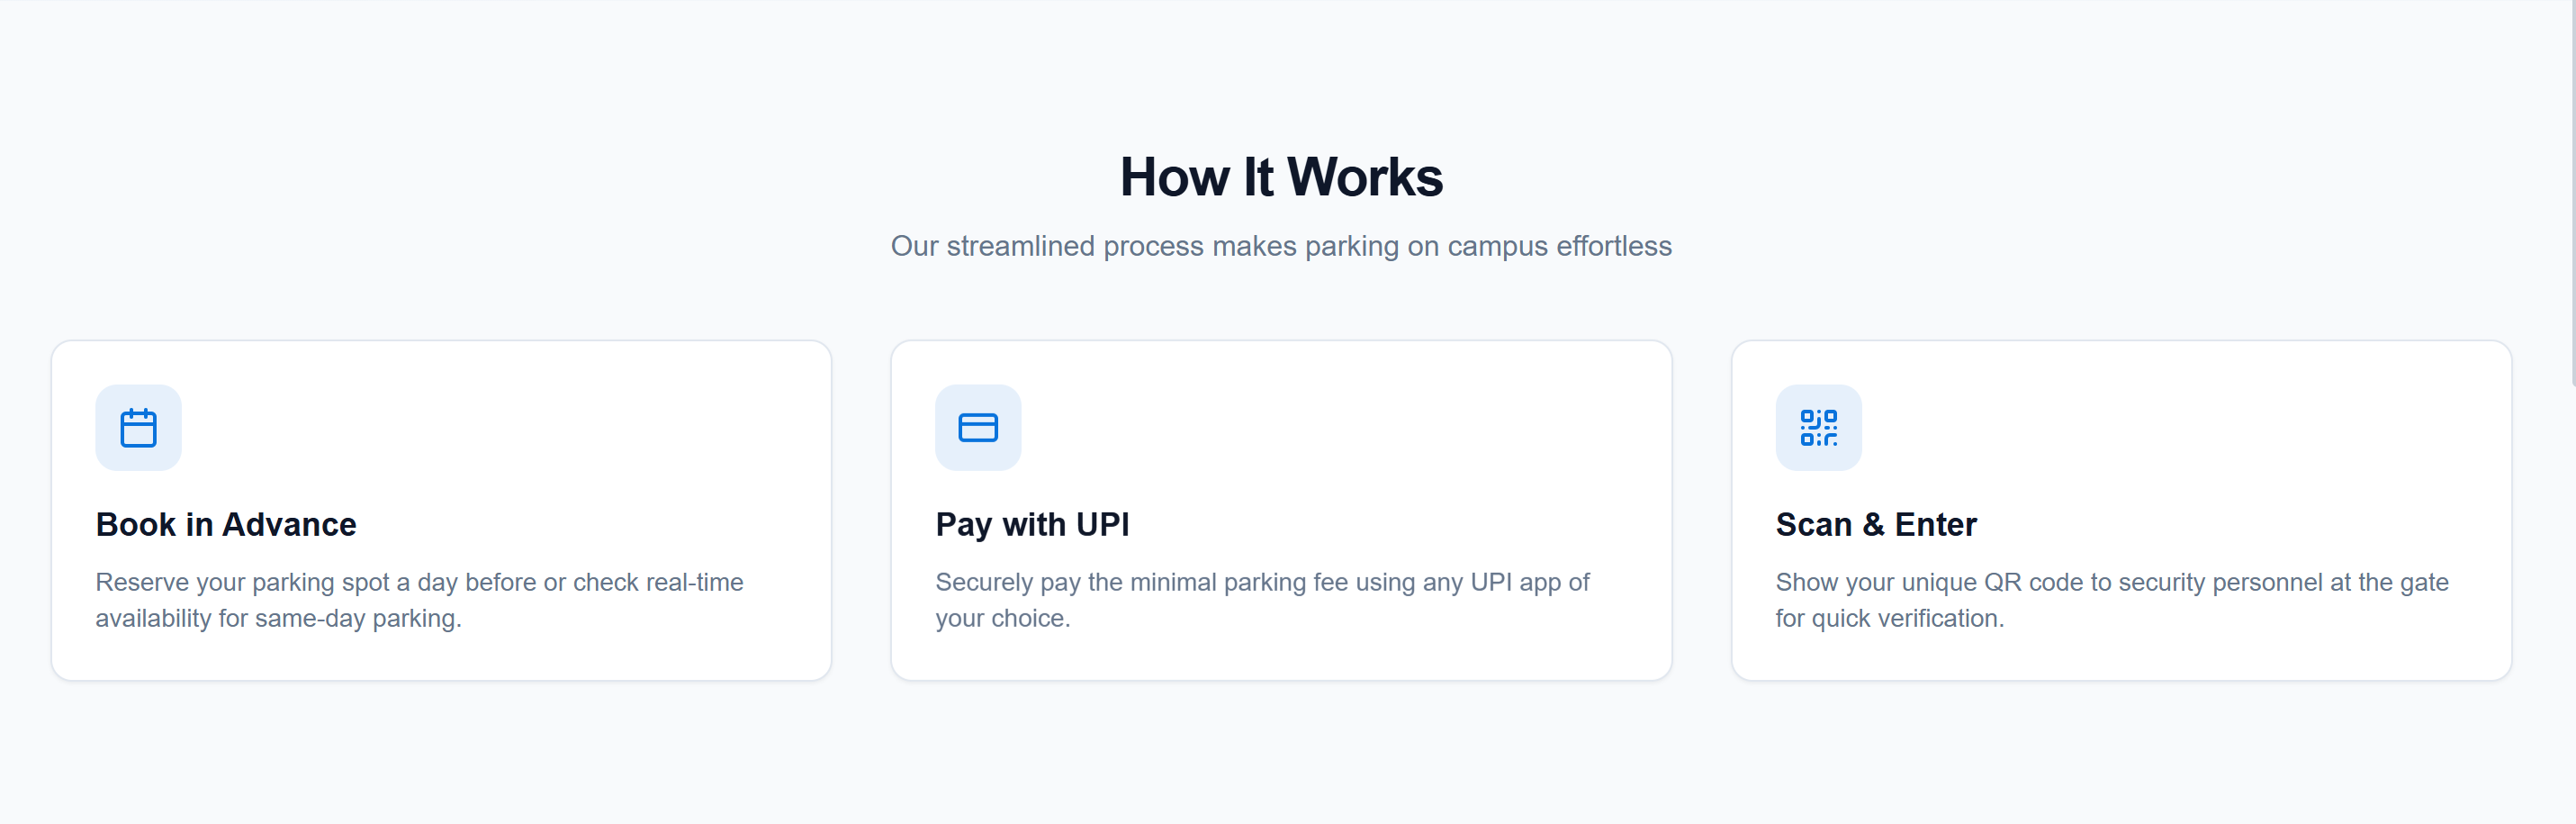 How It Works
Our streamlined process makes parking on campus effortless
Book in Advance
Reserve your parking spot a day before or check real-time
availability for same-day parking.
Pay with UPI
Securely pay the minimal parking fee using any UPI app of
your choice.
Scan & Enter
Show your unique QR code to security personnel at the gate
for quick verification.